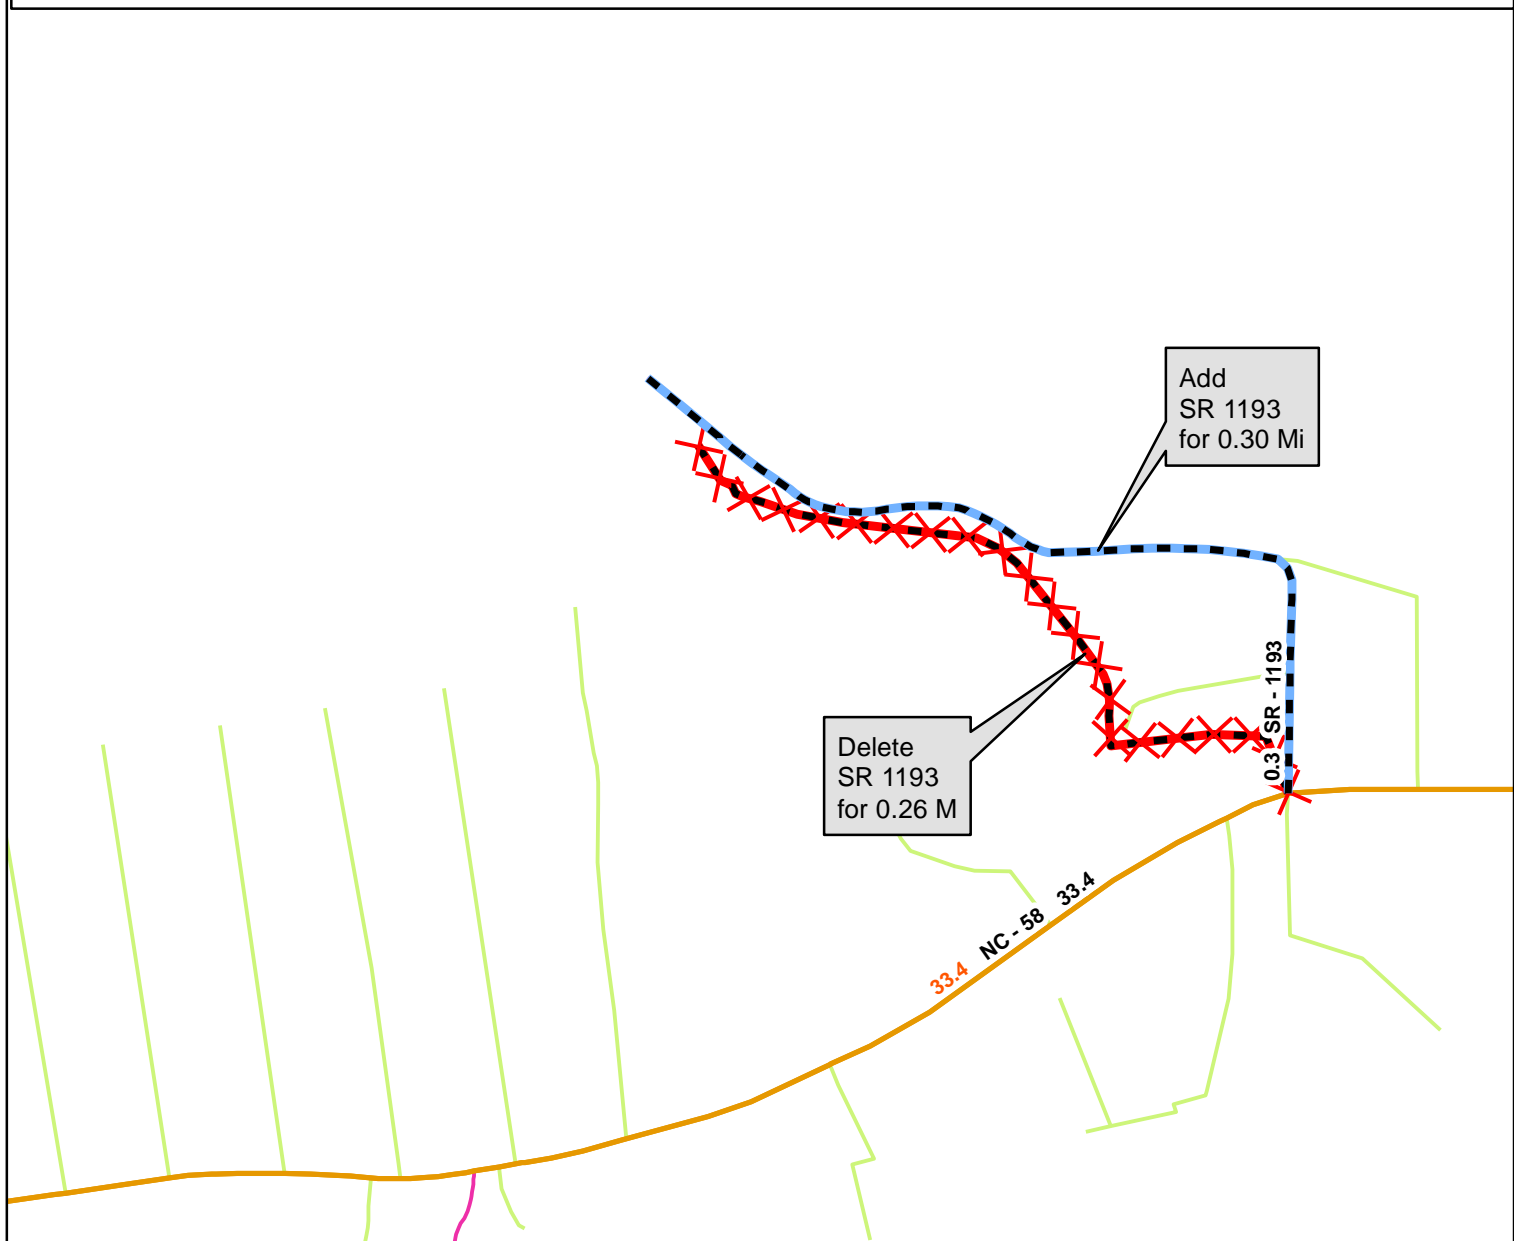 Add
SR 1193
for 0.30 Mi
0.3 SR - 1193
Delete
SR 1193
for 0.26 M
33.4 NC - 58 33.4